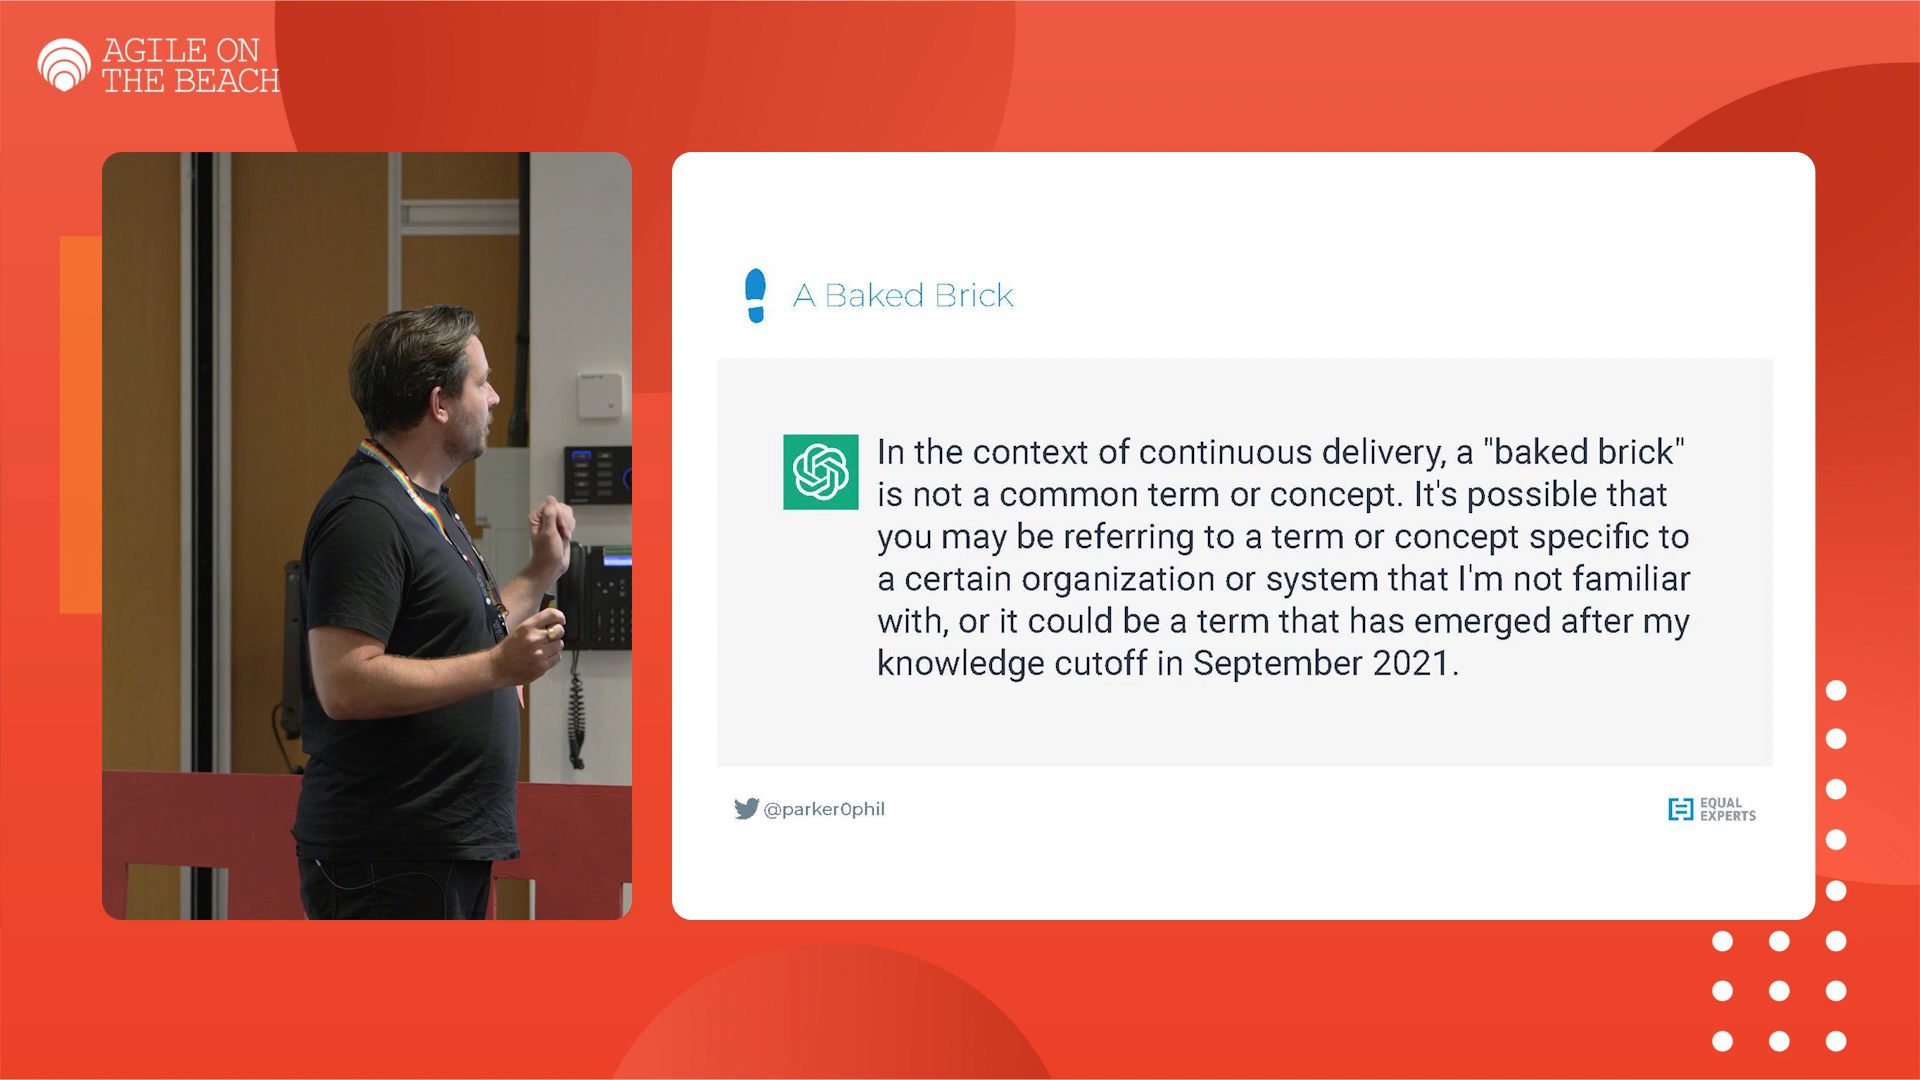 AGILE ON
THE BEACH
A Baked Brick
In the context of continuous delivery, a "baked brick"
is not a common term or concept. It's possible that
you may be referring to a term or concept specific to
a certain organization or system that I'm not familiar
with, or it could be a term that has emerged after my
knowledge cutoff in September 2021.
@parker0phil
EQUAL
EXPERTS